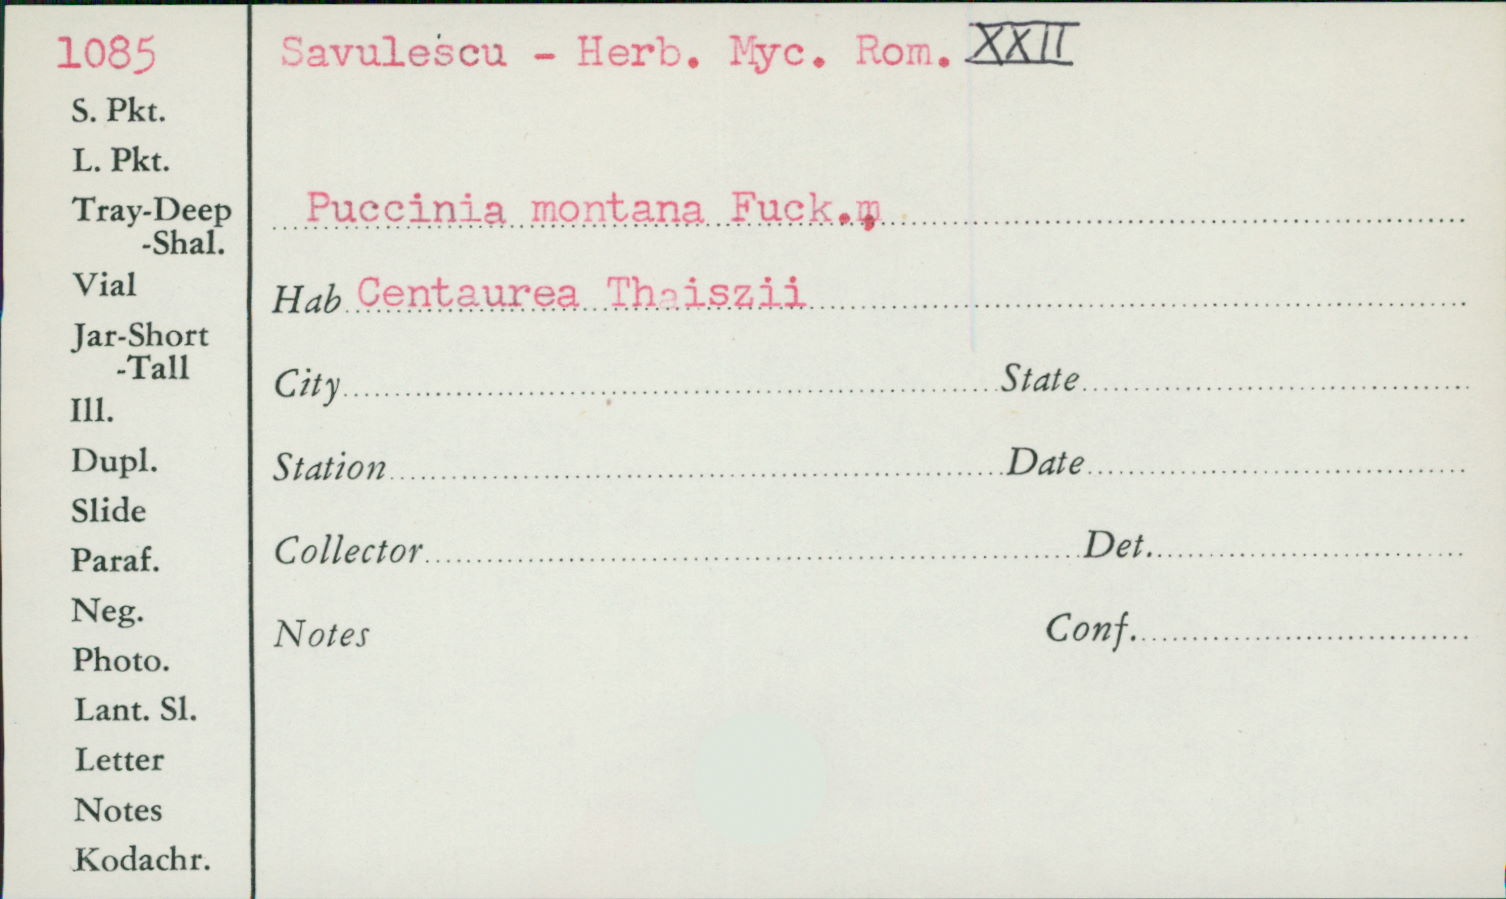 1085
Savulescu - Herb. Myc. Rom. XXII
S. Pkt.
L. Pkt.
Tray-Deep
-Shal.
Vial
Jar-Short
-Tall
Ill.
Dupl.
Slide
Paraf.
Neg.
Photo.
Lant. Sl.
Letter
Notes
Kodachr.
Puccinia montana Fuck.m
Hab Centaurea Thaiszii
City State
Station Date
Collector Det.
Notes Conf.